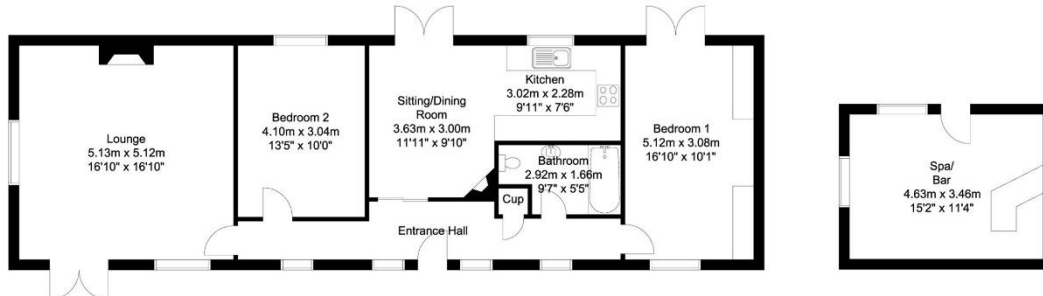 Lounge
5.13m x 5.12m
16'10" x 16'10"
Bedroom 2
4.10m x 3.04m
13'5" x 10'0"
Sitting/Dining
Room
3.63m x 3.00m
11'11" x 9'10"
Kitchen
3.02m x 2.28m
9'11" x 7'6"
Bathroom
2.92m x 1.66m
9'7" x 5'5"
Cup
Entrance Hall
Bedroom 1
5.12m x 3.08m
16'10" x 10'1"
Spa/
Bar
4.63m x 3.46m
15'2" x 11'4"